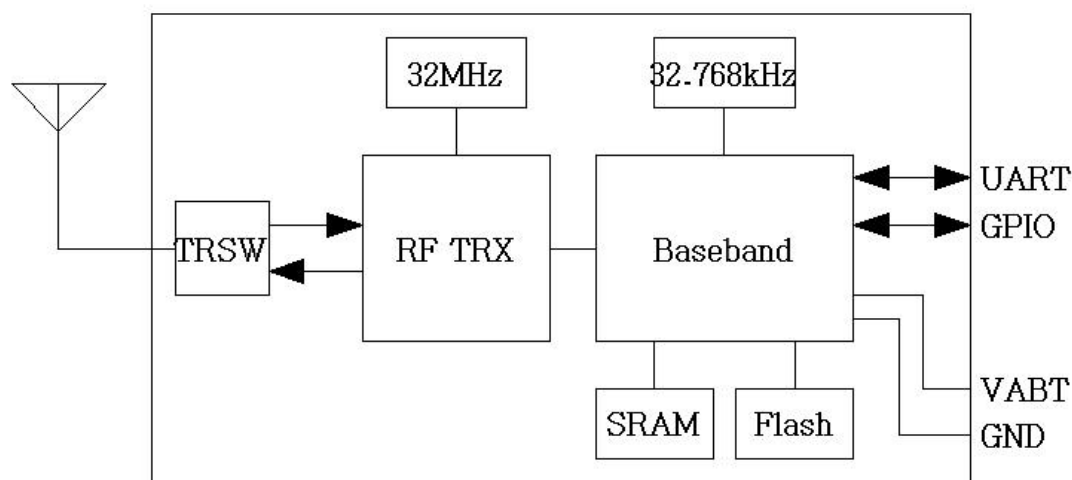 32MHz
32.768kHz
UART
GPIO
TRSW
RF TRX
Baseband
SRAM
Flash
VABT
GND